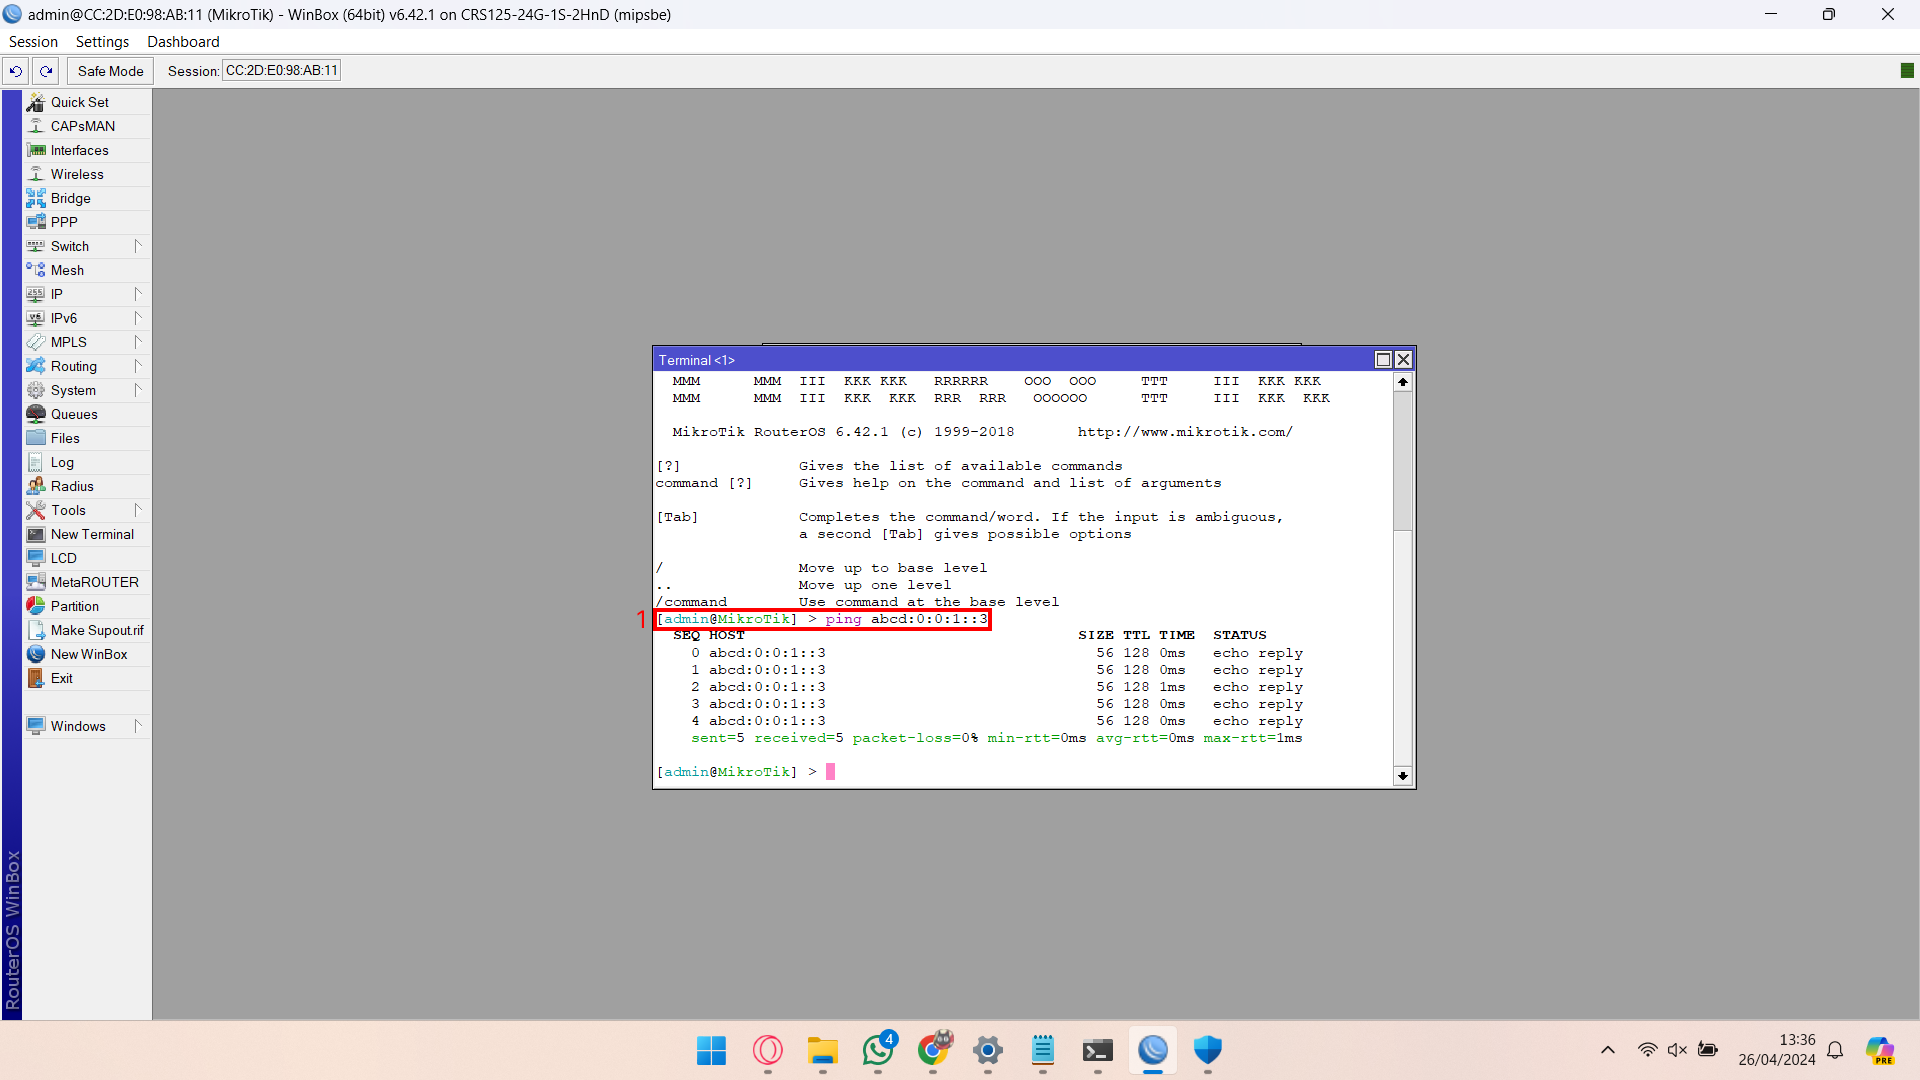 admin@CC:2D:E0:98:AB:11 (MikroTik) - WinBox (64bit) v6.42.1 on CRS125-24G-1S-2HnD (mipsbe)
Session Settings Dashboard
Safe Mode Session: CC:2D:E0:98:AB:11
Quick Set
CAPsMAN
Interfaces
Wireless
Bridge
PPP
Switch
Mesh
IP
IPv6
MPLS
Routing
System
Queues
Files
Log
Radius
Tools
New Terminal
LCD
MetaROUTER
Partition
Make Supout.rif
New WinBox
Exit
Windows
RouterOS WinBox
Terminal <1>
MMM MMM III KKK KKK RRRRRR OOO OOO TTT III KKK KKK
MMM MMM III KKK KKK RRR RRR OOOOOO TTT III KKK KKK
MikroTik RouterOS 6.42.1 (c) 1999-2018 http://www.mikrotik.com/
[?] Gives the list of available commands
command [?] Gives help on the command and list of arguments
[Tab] Completes the command/word. If the input is ambiguous,
a second [Tab] gives possible options
/ Move up to base level
.. Move up one level
/command Use command at the base level
1 [admin@MikroTik] > ping abcd:0:0:1::3
SEQ HOST SIZE TTL TIME STATUS
0 abcd:0:0:1::3 56 128 0ms echo reply
1 abcd:0:0:1::3 56 128 0ms echo reply
2 abcd:0:0:1::3 56 128 1ms echo reply
3 abcd:0:0:1::3 56 128 0ms echo reply
4 abcd:0:0:1::3 56 128 0ms echo reply
sent=5 received=5 packet-loss=0% min-rtt=0ms avg-rtt=0ms max-rtt=1ms
[admin@MikroTik] >
4
13:36
26/04/2024
PRE